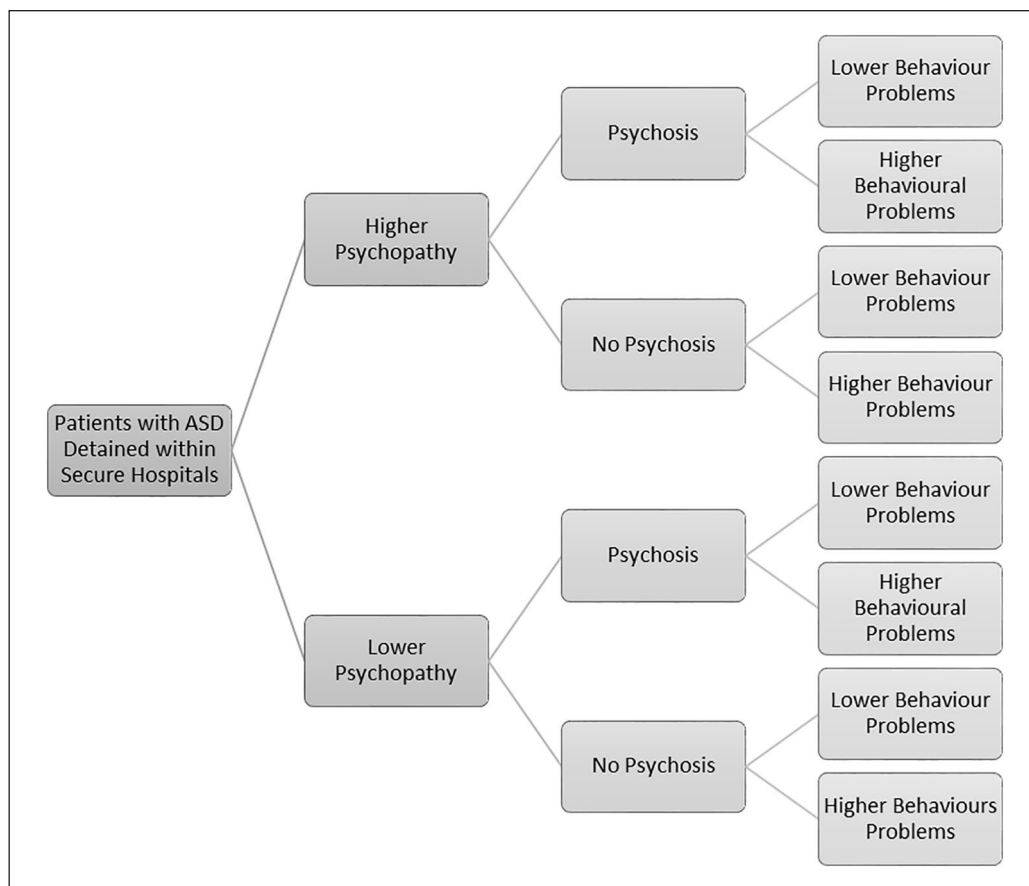 Patients with ASD
Detained within
Secure Hospitals
Higher
Psychopathy
Psychosis
Lower Behaviour
Problems
Higher
Behavioural
Problems
No Psychosis
Lower Behaviour
Problems
Higher Behaviour
Problems
Lower
Psychopathy
Psychosis
Lower Behaviour
Problems
Higher
Behavioural
Problems
No Psychosis
Lower Behaviour
Problems
Higher Behaviours
Problems